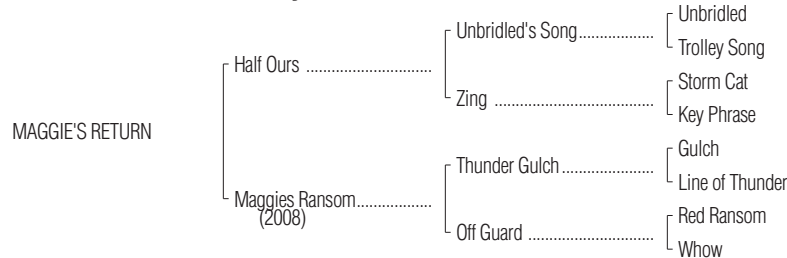 Unbridled
Unbridled's Song
Trolley Song
Half Ours
Storm Cat
Zing
Key Phrase
MAGGIE'S RETURN
Gulch
Thunder Gulch
Line of Thunder
Maggies Ransom
(2008)
Red Ransom
Off Guard
Whow